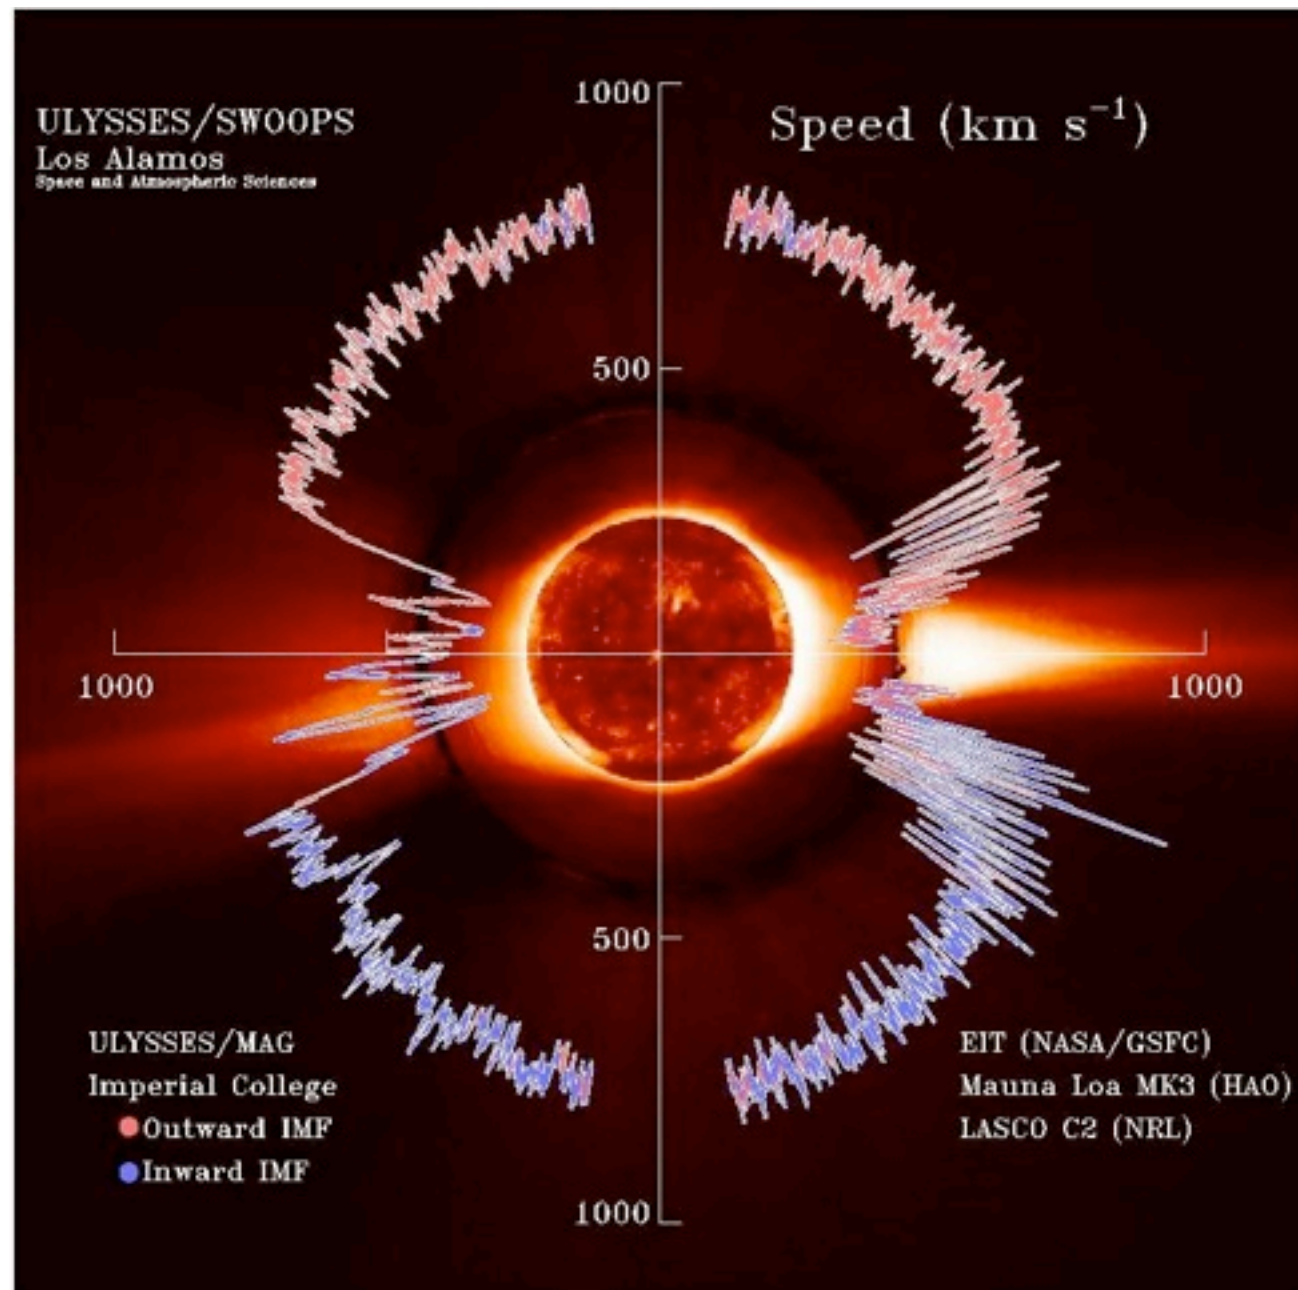 ULYSSES/SWOOPS
Los Alamos
Space and Atmospheric Sciences
Speed (km s⁻¹)
1000
500
1000
1000
500
1000
ULYSSES/MAG
Imperial College
Outward IMF
Inward IMF
EIT (NASA/GSFC)
Mauna Loa MK3 (HAO)
LASCO C2 (NRL)